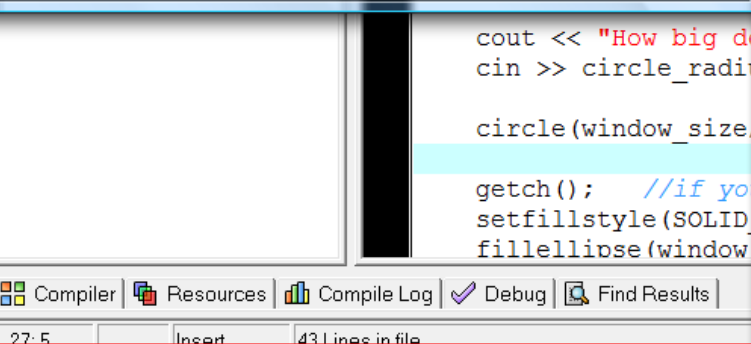 cout << "How big d
cin >> circle_radi
circle(window_size
getch();   //if yo
setfillstyle(SOLID_
fillellipse(window
Compiler Resources Compile Log Debug Find Results
27: 5 Insert 43 Lines in file